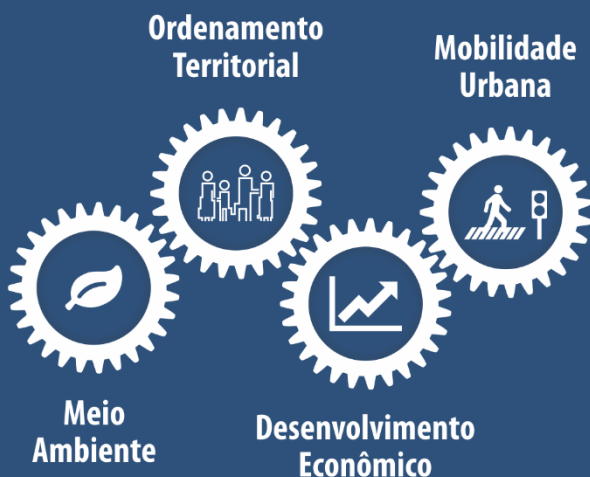 Ordenamento
Territorial
Mobilidade
Urbana
Meio
Ambiente
Desenvolvimento
Econômico